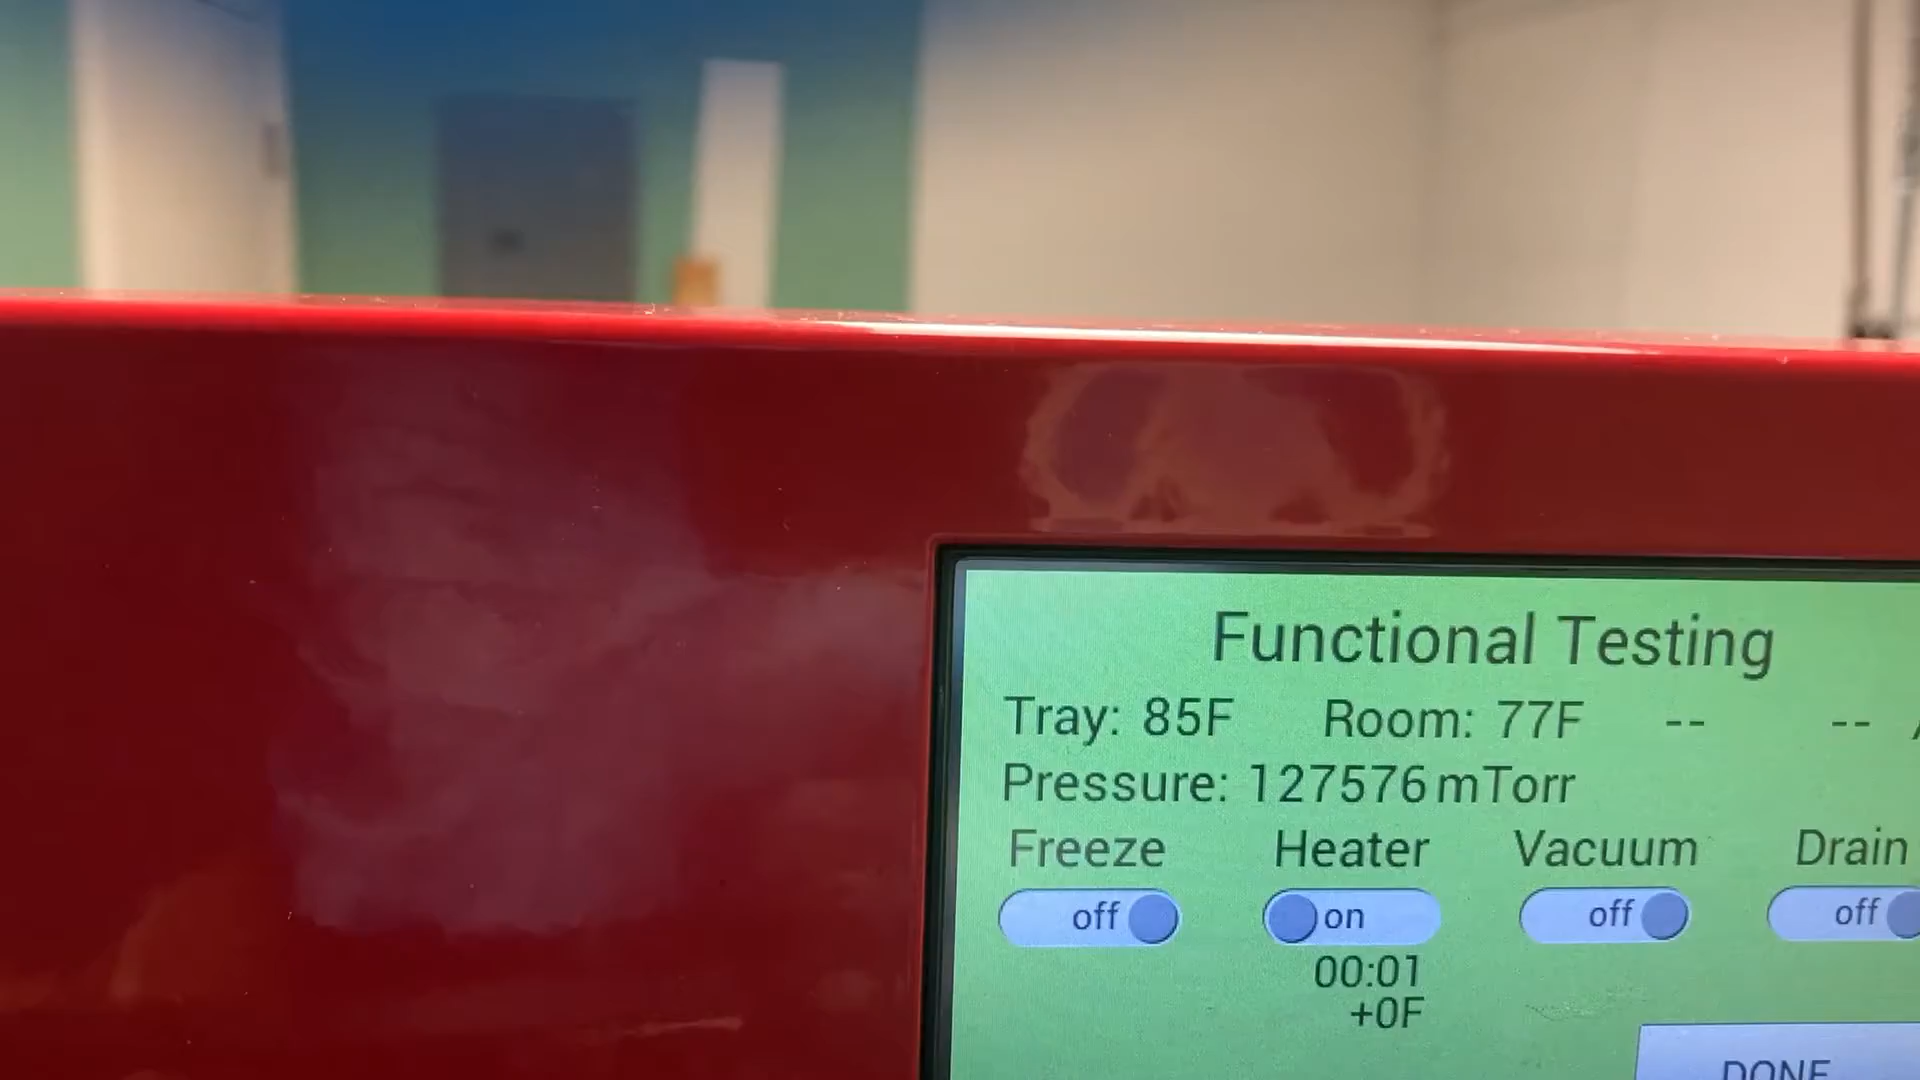 Functional Testing
Tray: 85F Room: 77F -- --
Pressure: 127576 mTorr
Freeze Heater Vacuum Drain
off on off off
00:01
+0F
DONE